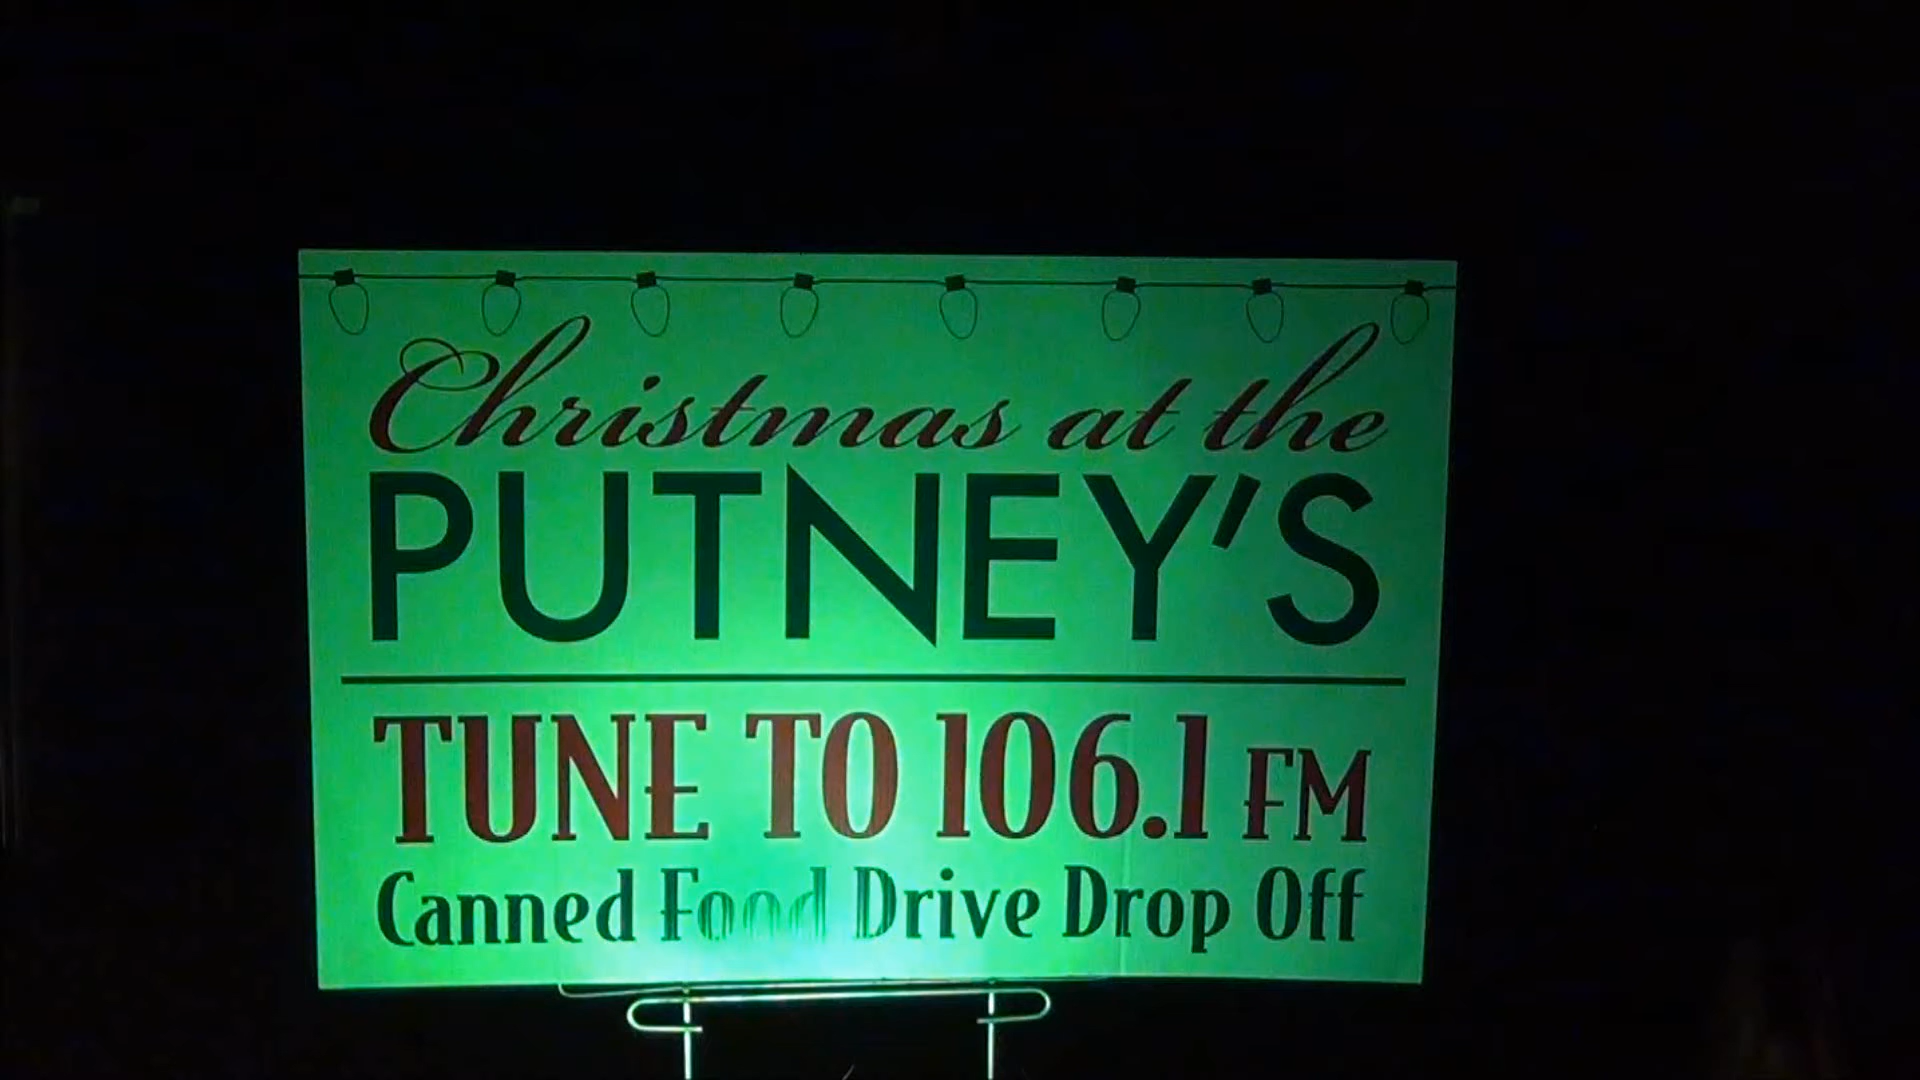 Christmas at the
PUTNEY'S
TUNE TO 106.1 FM
Canned Food Drive Drop Off